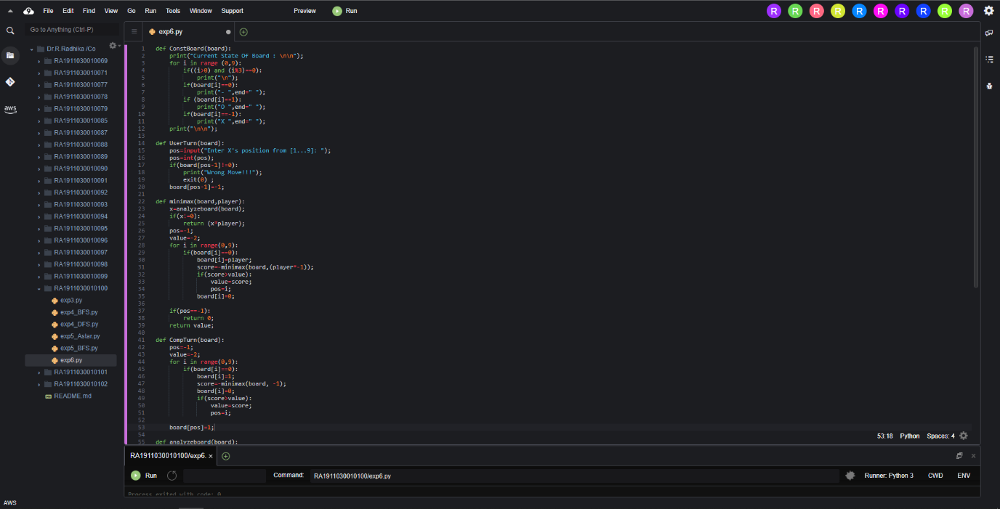 File Edit Find View Go Run Tools Window Support Preview Run R R R R R R R R R R
Go to Anything (Ctrl-P)
exp6.py
aws
Dr R.Radhika /Co
RA1911030010069
RA1911030010071
RA1911030010077
RA1911030010078
RA1911030010079
RA1911030010085
RA1911030010087
RA1911030010088
RA1911030010089
RA1911030010090
RA1911030010091
RA1911030010092
RA1911030010093
RA1911030010094
RA1911030010095
RA1911030010096
RA1911030010097
RA1911030010098
RA1911030010099
RA1911030010100
exp3.py
exp4_BFS.py
exp4_DFS.py
exp5_Astar.py
exp5_BFS.py
exp6.py
RA1911030010101
RA1911030010102
README.md
1 def ConstBoard(board):
2     print("Current State Of Board : \n\n");
3     for i in range (0,9):
4         if((i>0) and (i%3)==0):
5             print("\n");
6         if(board[i]==0):
7             print("- ",end=" ");
8         if (board[i]==1):
9             print("O ",end=" ");
10         if(board[i]==-1):
11             print("X ",end=" ");
12     print("\n\n");
13
14 def UserTurn(board):
15     pos=input("Enter X's position from [1...9]: ");
16     pos=int(pos);
17     if(board[pos-1]!=0):
18         print("Wrong Move!!!");
19         exit(0) ;
20     board[pos-1]=-1;
21
22 def minimax(board,player):
23     x=analyzeboard(board);
24     if(x!=0):
25         return (x*player);
26     pos=-1;
27     value=-2;
28     for i in range(0,9):
29         if(board[i]==0):
30             board[i]=player;
31             score=-minimax(board,(player*-1));
32             if(score>value):
33                 value=score;
34                 pos=i;
35             board[i]=0;
36
37     if(pos==-1):
38         return 0;
39     return value;
40
41 def CompTurn(board):
42     pos=-1;
43     value=-2;
44     for i in range(0,9):
45         if(board[i]==0):
46             board[i]=1;
47             score=-minimax(board, -1);
48             board[i]=0;
49             if(score>value):
50                 value=score;
51                 pos=i;
52
53     board[pos]=1;
54
55 def analyzeboard(board):
53:18 Python Spaces: 4
RA1911030010100/exp6. ×
Run Command: RA1911030010100/exp6.py Runner: Python 3 CWD ENV
Process exited with code: 0
AWS